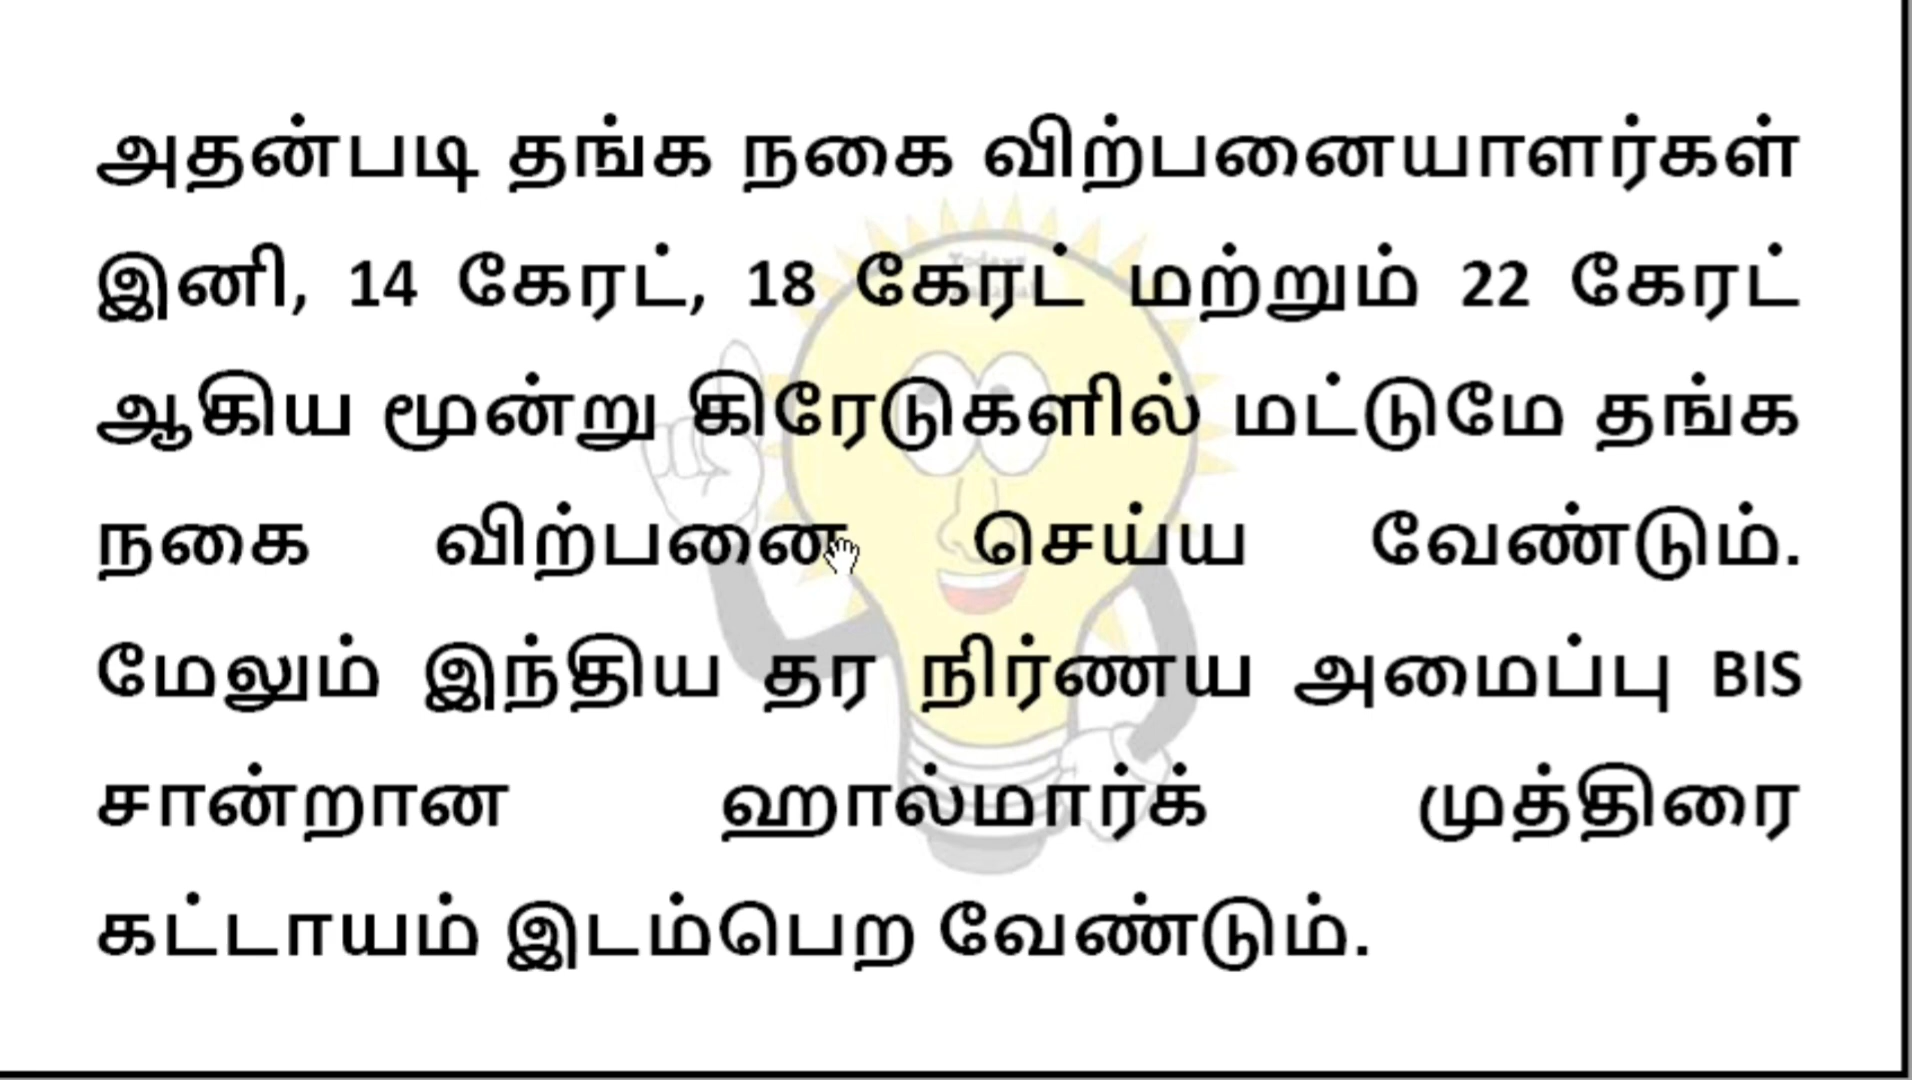 அதன்படி தங்க நகை விற்பனையாளர்கள்
இனி, 14 கேரட், 18 கேரட் மற்றும் 22 கேரட்
ஆகிய மூன்று கிரேடுகளில் மட்டுமே தங்க
நகை விற்பனை செய்ய வேண்டும்.
மேலும் இந்திய தர நிர்ணய அமைப்பு BIS
சான்றான ஹால்மார்க் முத்திரை
கட்டாயம் இடம்பெற வேண்டும்.